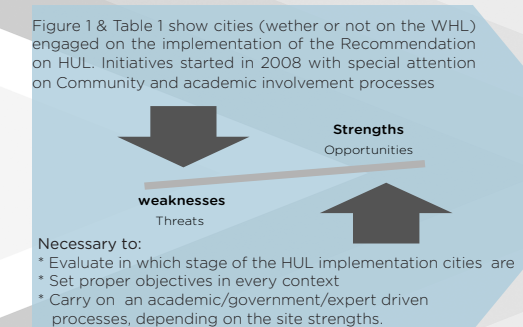 Figure 1 & Table 1 show cities (wether or not on the WHL)
engaged on the implementation of the Recommendation
on HUL. Initiatives started in 2008 with special attention
on Community and academic involvement processes
Strengths
Opportunities
weaknesses
Threats
Necessary to:
* Evaluate in which stage of the HUL implementation cities are
* Set proper objectives in every context
* Carry on an academic/government/expert driven
processes, depending on the site strengths.